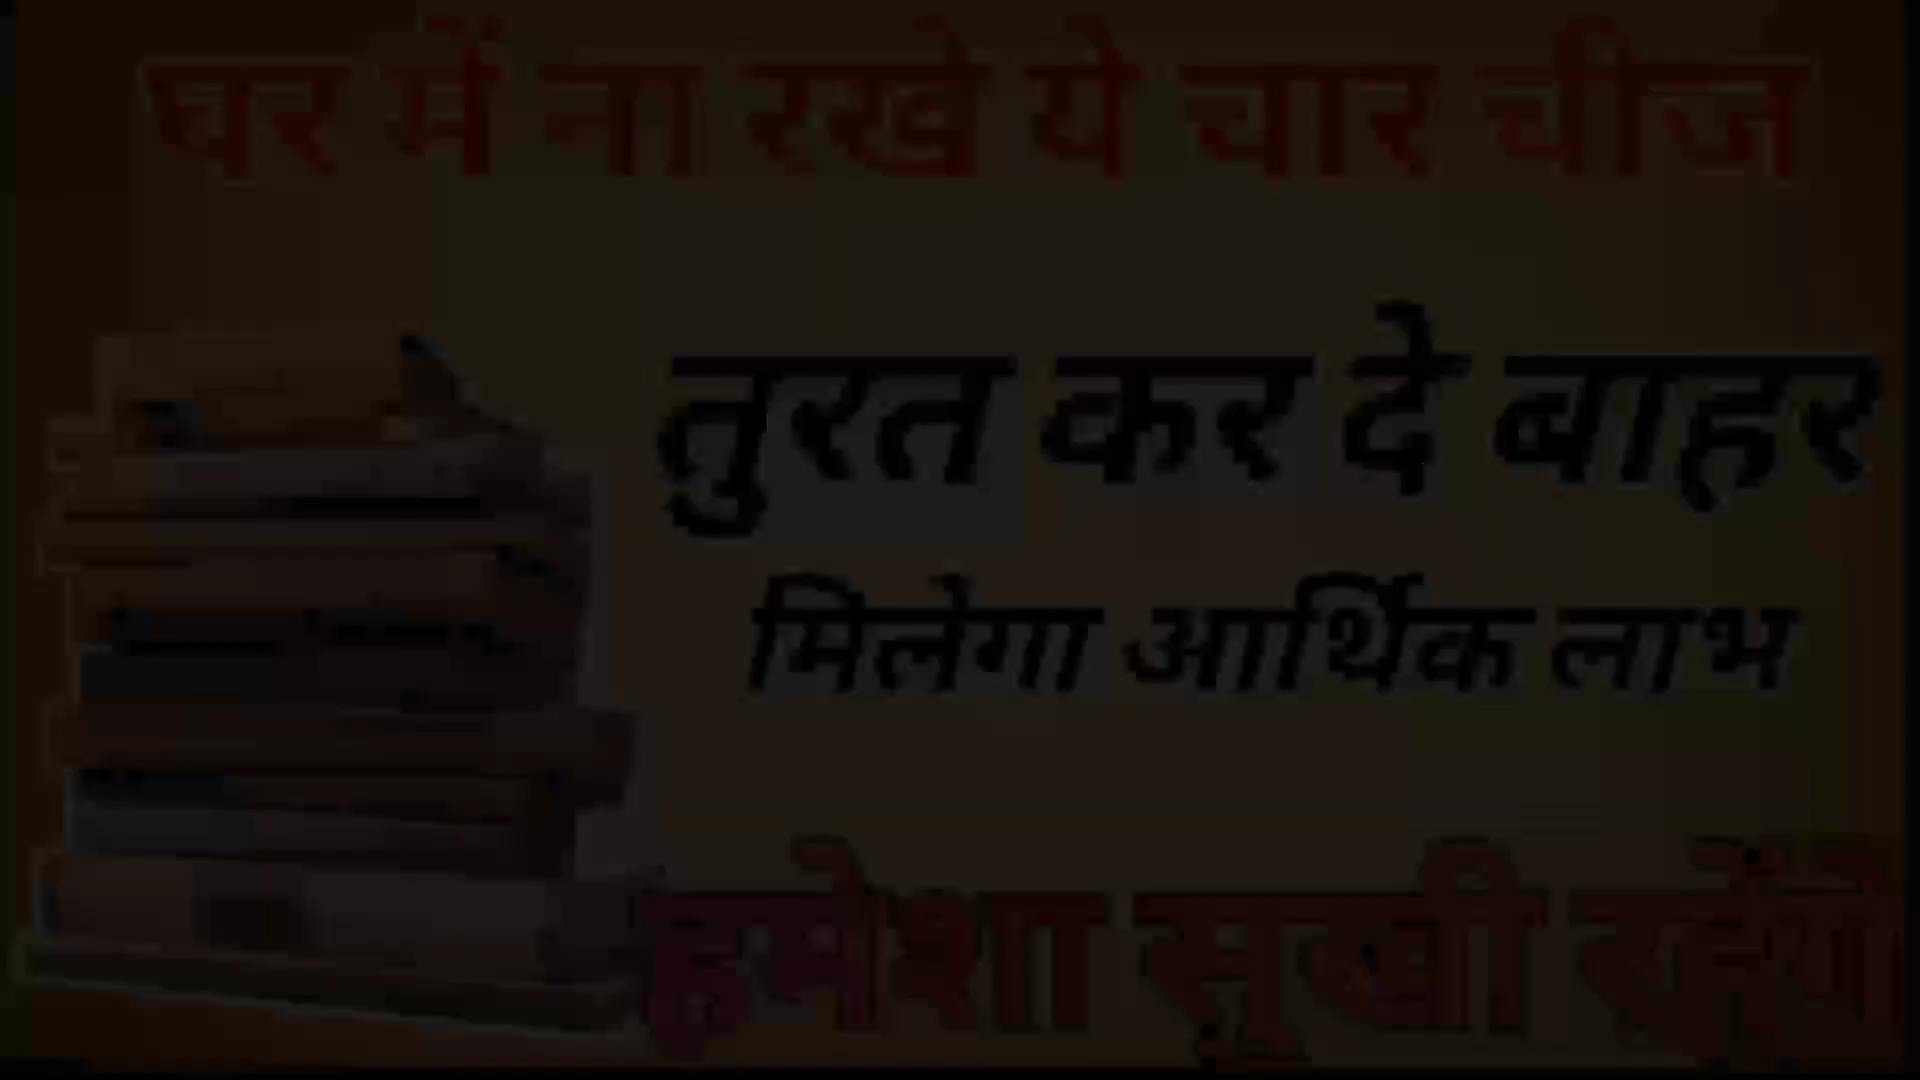 घर में ना रखे ये चार चीज
तुरत कर दे बाहर
मिलेगा आर्थिक लाभ
हमेशा सुखी रहेंगे